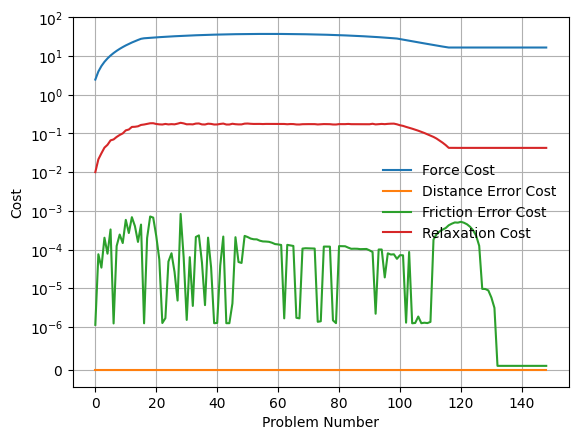 10²
10¹
10⁰
10⁻¹
10⁻²
10⁻³
10⁻⁴
10⁻⁵
10⁻⁶
0
Cost
Force Cost
Distance Error Cost
Friction Error Cost
Relaxation Cost
0 20 40 60 80 100 120 140
Problem Number